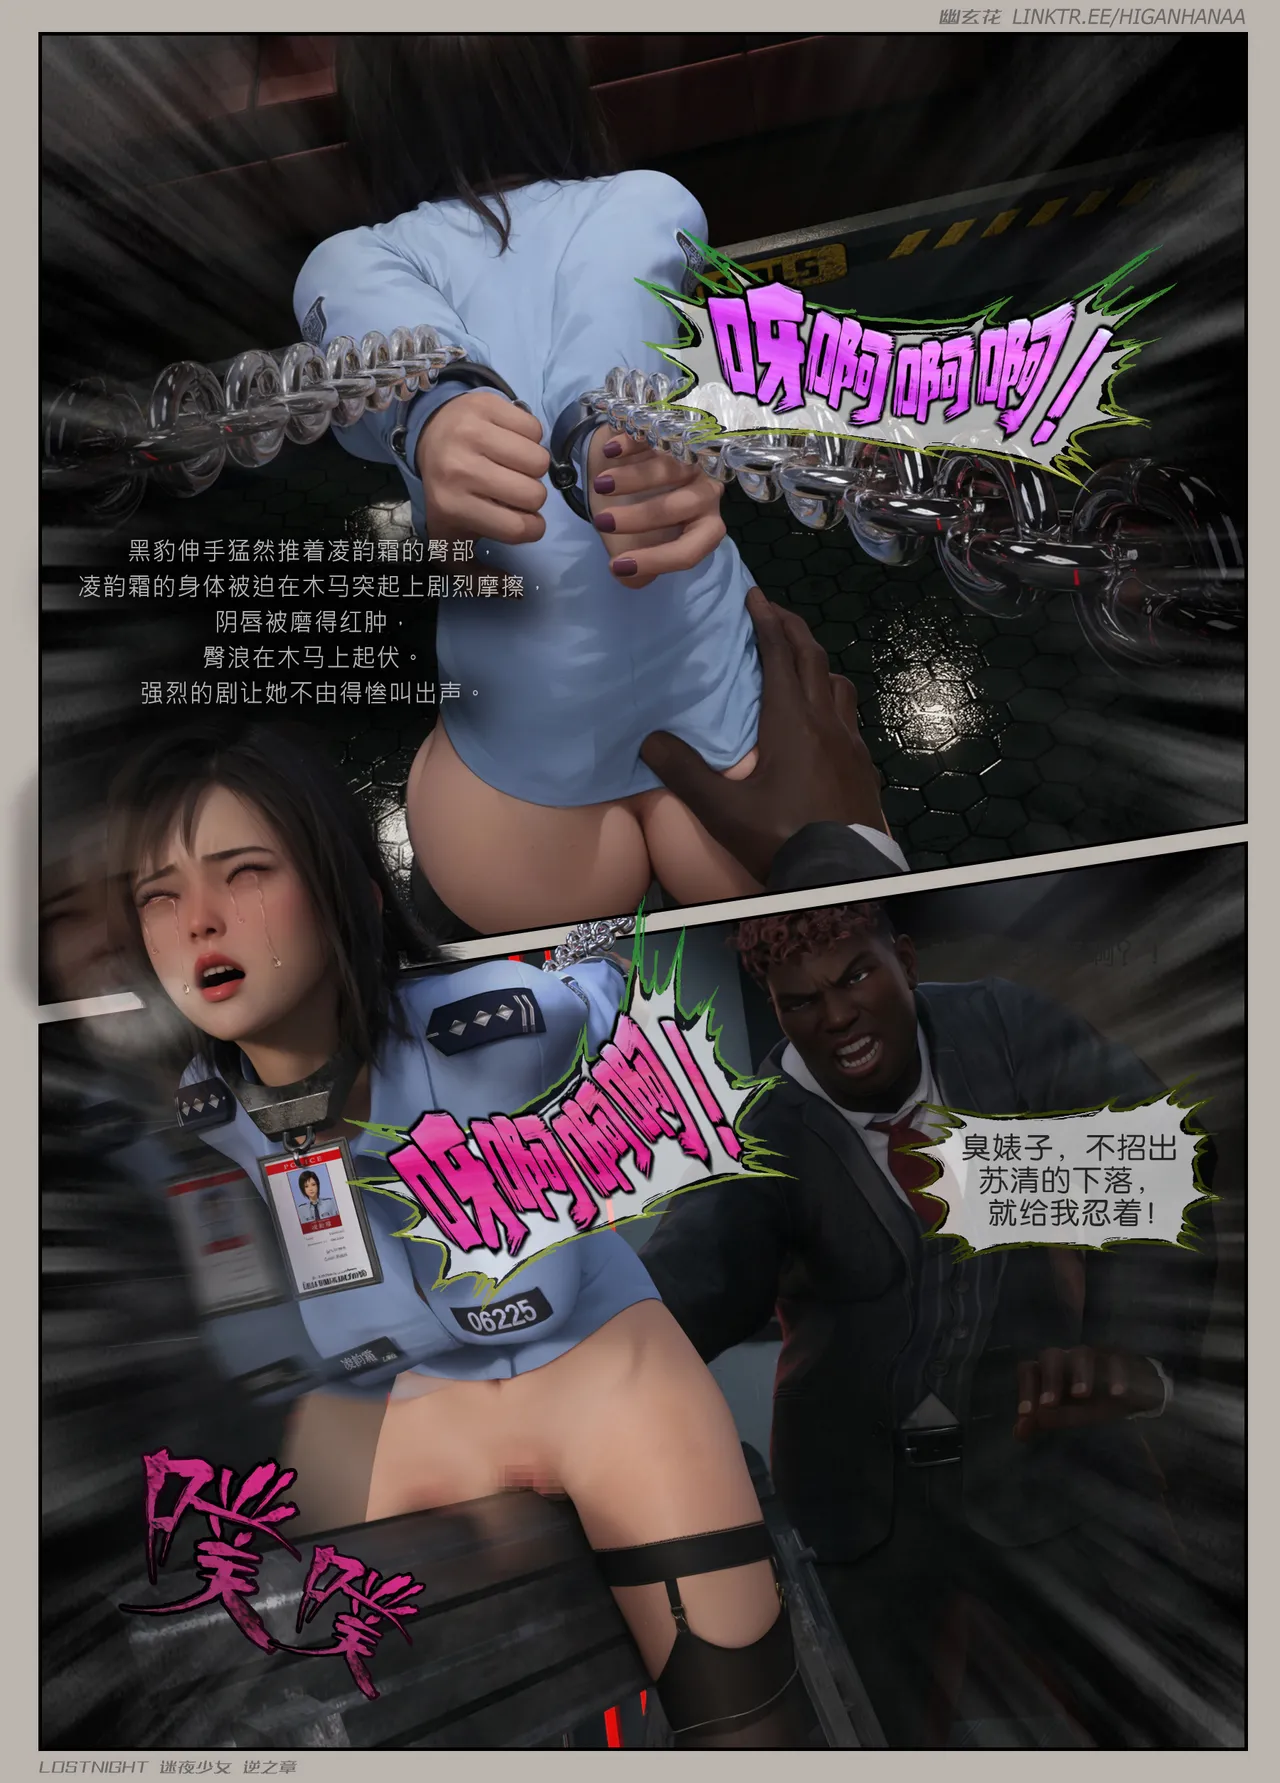 幽玄花 LINKTR.EE/HIGANHANAA
呀啊啊啊！
黑豹伸手猛然推着凌韵霜的臀部，
凌韵霜的身体被迫在木马突起上剧烈摩擦，
阴唇被磨得红肿，
臀浪在木马上起伏。
强烈的剧让她不由得惨叫出声。
呀啊啊啊！
臭婊子，不招出
苏清的下落，
就给我忍着！
POLICE
06225
凌韵霜
噗
噗
LOSTNIGHT 迷夜少女 逆之章